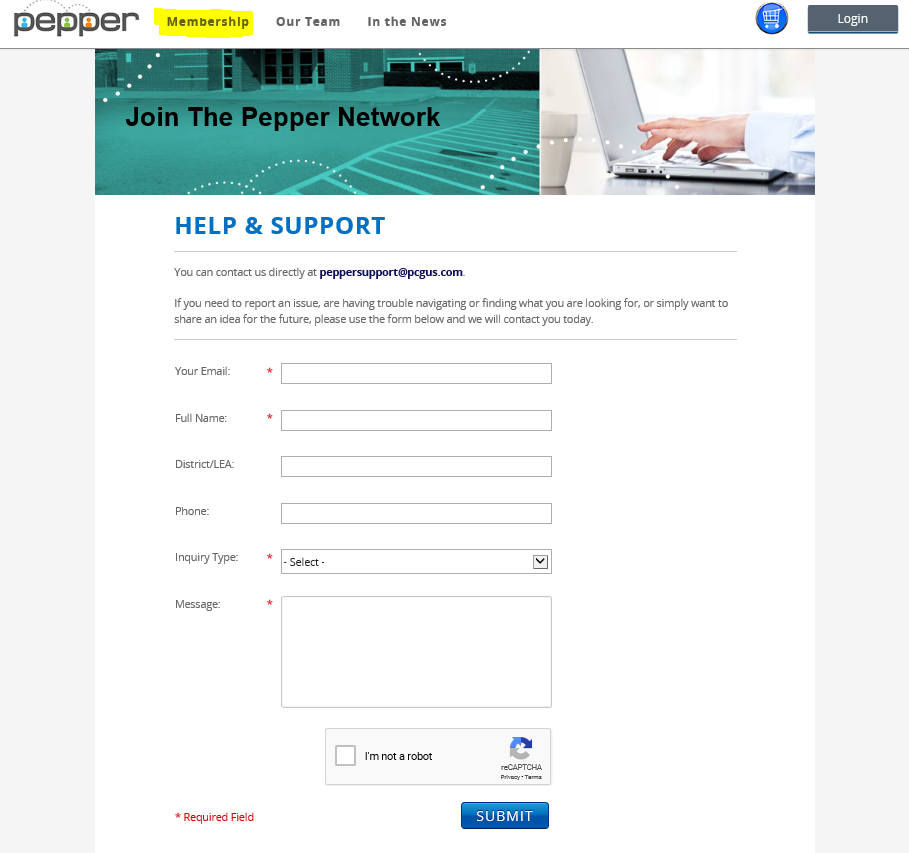 pepper Membership Our Team In the News Login
Join The Pepper Network
HELP & SUPPORT
You can contact us directly at peppersupport@pcgus.com.
If you need to report an issue, are having trouble navigating or finding what you are looking for, or simply want to
share an idea for the future, please use the form below and we will contact you today.
Your Email: *
Full Name: *
District/LEA:
Phone:
Inquiry Type: * - Select -
Message: *
I'm not a robot
reCAPTCHA
Privacy • Terms
* Required Field SUBMIT